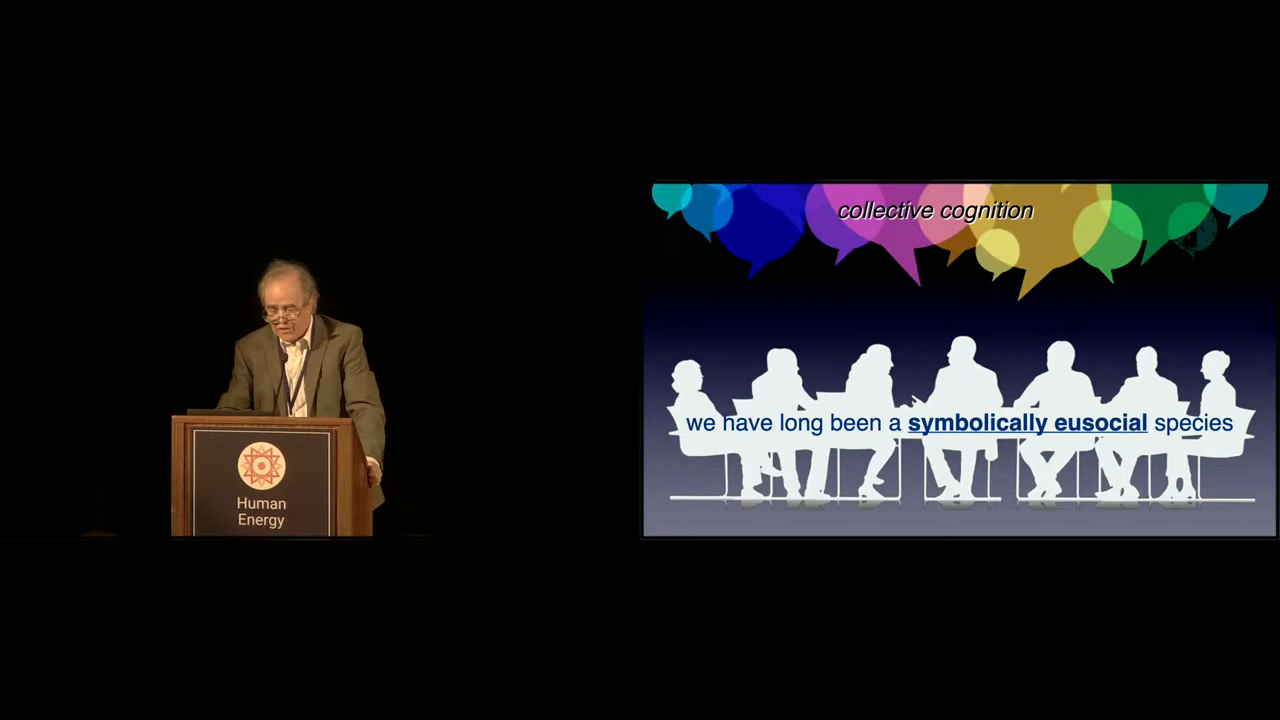 collective cognition
we have long been a symbolically eusocial species
Human
Energy